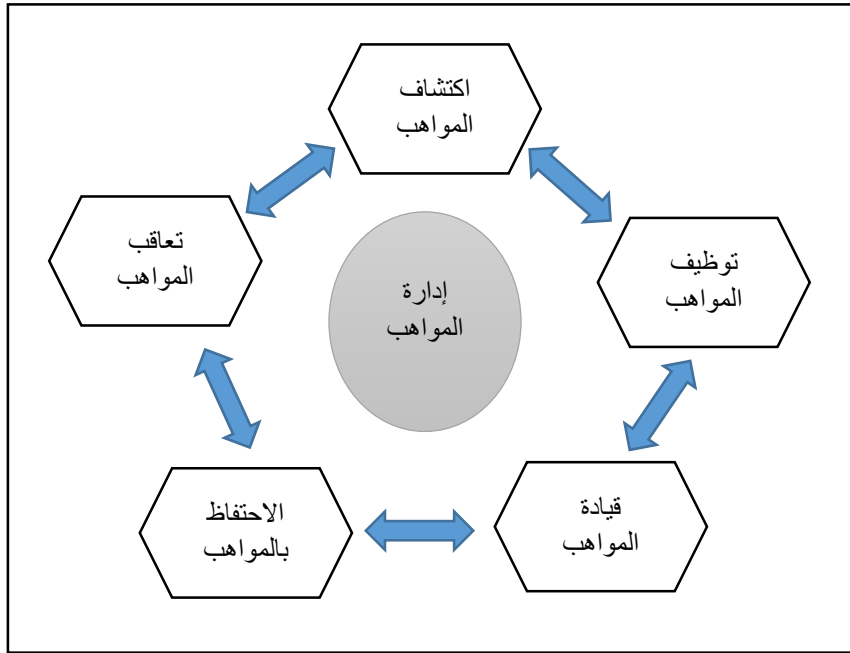 اكتشاف
المواهب
توظيف
المواهب
قيادة
المواهب
الاحتفاظ
بالمواهب
تعاقب
المواهب
إدارة
المواهب